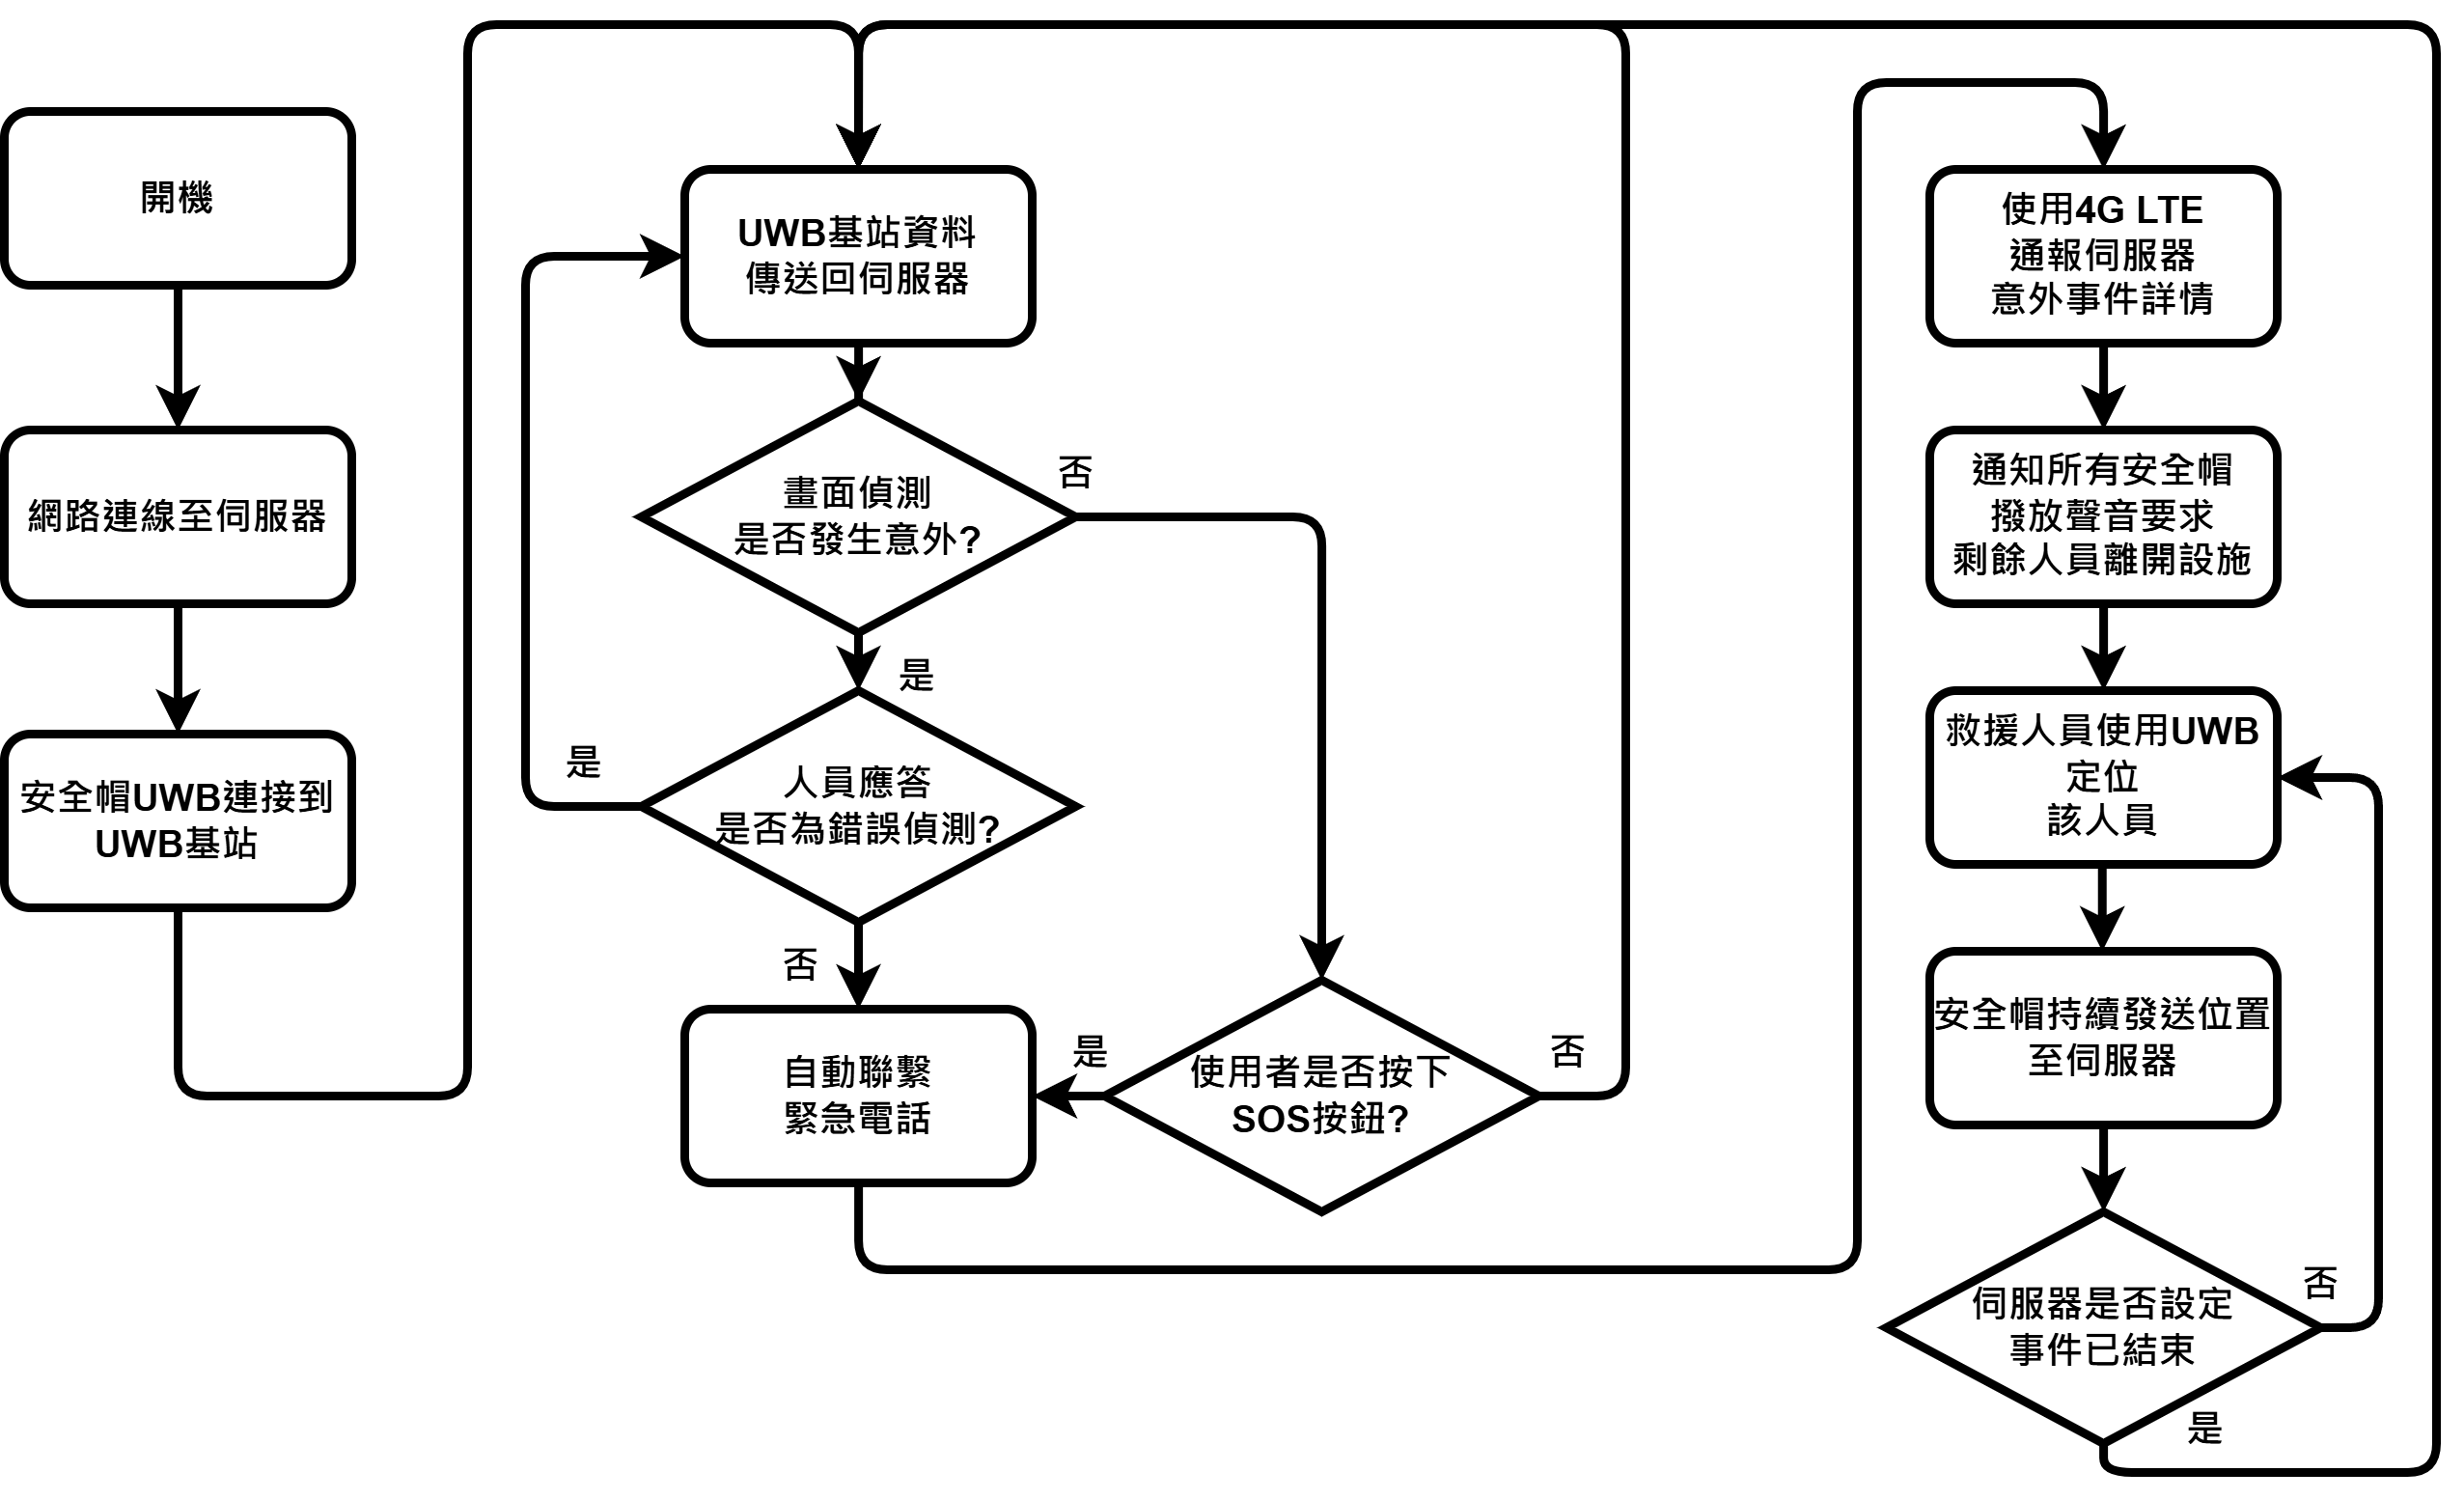 開機
網路連線至伺服器
安全帽UWB連接到
UWB基站
UWB基站資料
傳送回伺服器
畫面偵測
是否發生意外?
否
是
人員應答
是否為錯誤偵測?
是
否
自動聯繫
緊急電話
是
使用者是否按下
SOS按鈕?
否
使用4G LTE
通報伺服器
意外事件詳情
通知所有安全帽
撥放聲音要求
剩餘人員離開設施
救援人員使用UWB
定位
該人員
安全帽持續發送位置
至伺服器
伺服器是否設定
事件已結束
否
是